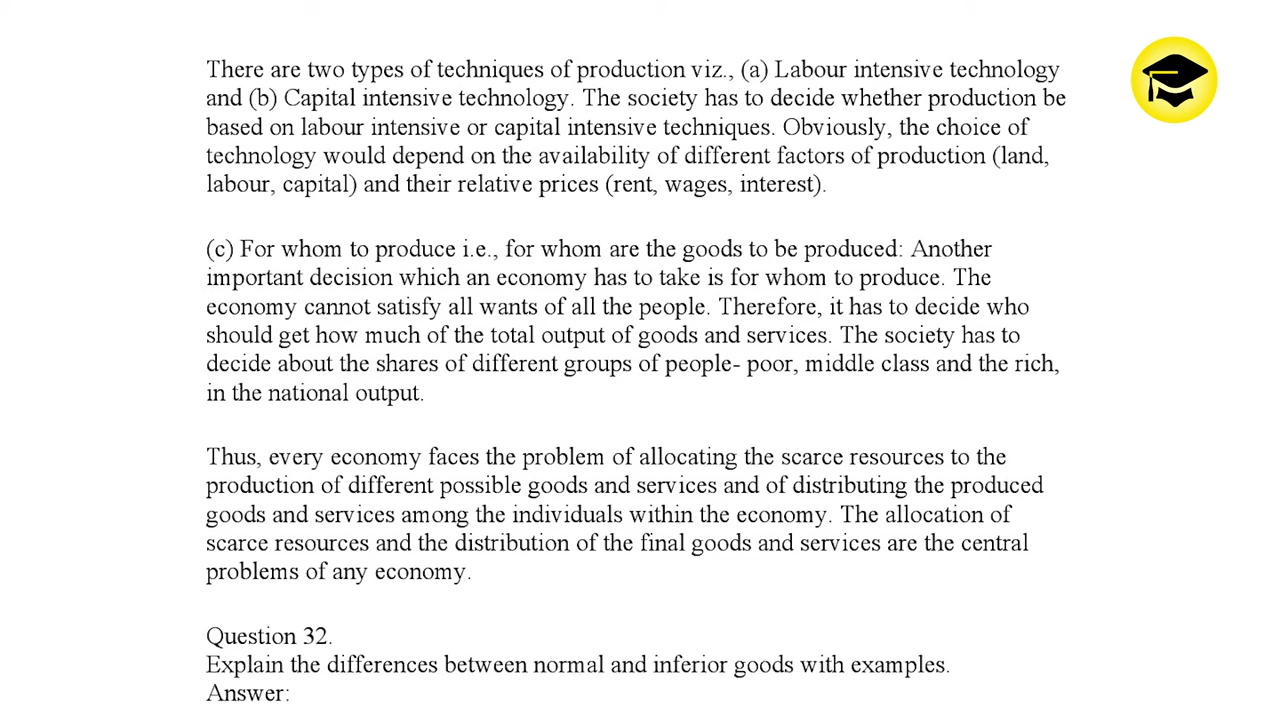 There are two types of techniques of production viz., (a) Labour intensive technology
and (b) Capital intensive technology. The society has to decide whether production be
based on labour intensive or capital intensive techniques. Obviously, the choice of
technology would depend on the availability of different factors of production (land,
labour, capital) and their relative prices (rent, wages, interest).
(c) For whom to produce i.e., for whom are the goods to be produced: Another
important decision which an economy has to take is for whom to produce. The
economy cannot satisfy all wants of all the people. Therefore, it has to decide who
should get how much of the total output of goods and services. The society has to
decide about the shares of different groups of people- poor, middle class and the rich,
in the national output.
Thus, every economy faces the problem of allocating the scarce resources to the
production of different possible goods and services and of distributing the produced
goods and services among the individuals within the economy. The allocation of
scarce resources and the distribution of the final goods and services are the central
problems of any economy.
Question 32.
Explain the differences between normal and inferior goods with examples.
Answer: